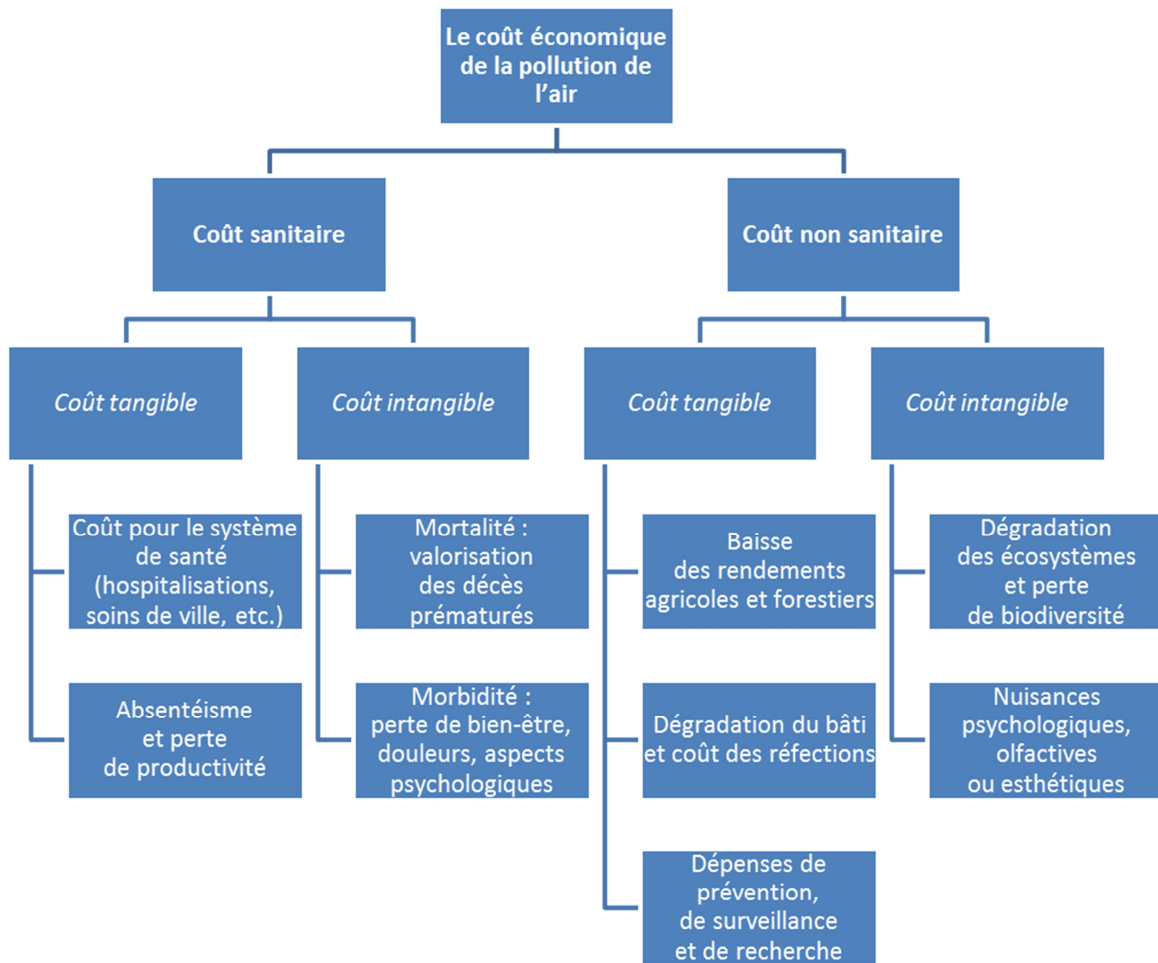 Le coût économique
de la pollution de
l’air
Coût sanitaire
Coût non sanitaire
Coût tangible
Coût intangible
Coût tangible
Coût intangible
Coût pour le système
de santé
(hospitalisations,
soins de ville, etc.)
Mortalité :
valorisation
des décès
prématurés
Baisse
des rendements
agricoles et forestiers
Dégradation
des écosystèmes
et perte
de biodiversité
Absentéisme
et perte
de productivité
Morbidité :
perte de bien-être,
douleurs, aspects
psychologiques
Dégradation du bâti
et coût des réfections
Nuisances
psychologiques,
olfactives
ou esthétiques
Dépenses de
prévention,
de surveillance
et de recherche